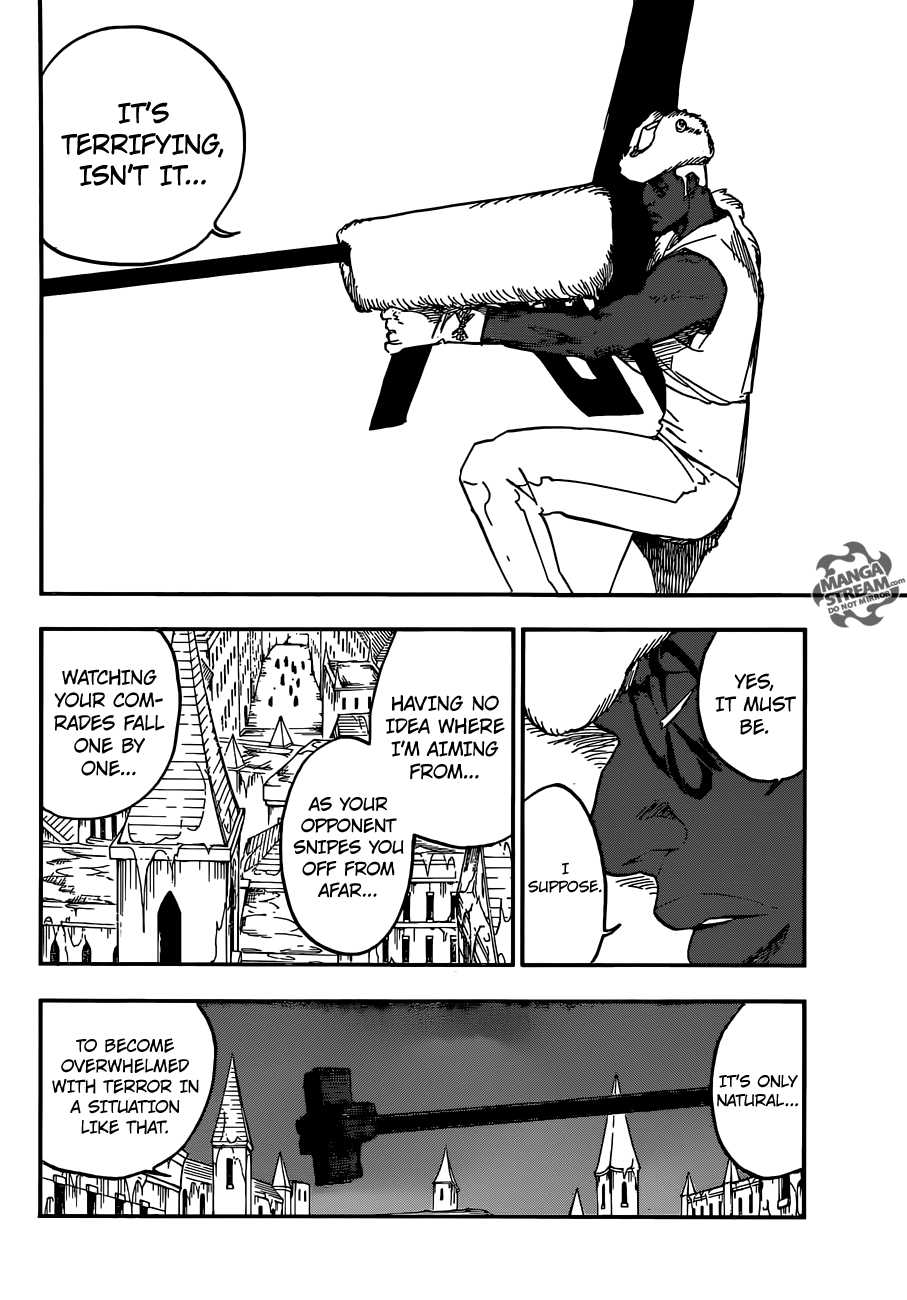 IT'S
TERRIFYING,
ISN'T IT...
MANGA
STREAM.com
DO NOT MIRROR
YES,
IT MUST
BE.
I
SUPPOSE.
HAVING NO
IDEA WHERE
I'M AIMING
FROM...
AS YOUR
OPPONENT
SNIPES YOU
OFF FROM
AFAR...
WATCHING
YOUR COM-
RADES FALL
ONE BY
ONE...
IT'S ONLY
NATURAL...
TO BECOME
OVERWHELMED
WITH TERROR IN
A SITUATION
LIKE THAT.